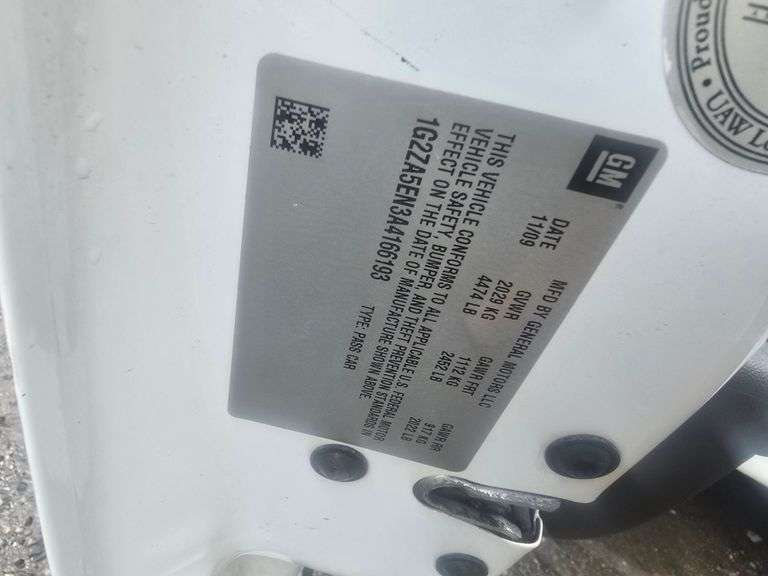 GM
MFD BY GENERAL MOTORS LLC
DATE GVWR GAWR FRT GAWR RR
11/09 2029 KG 1112 KG 917 KG
4474 LB 2452 LB 2022 LB
THIS VEHICLE CONFORMS TO ALL APPLICABLE U.S. FEDERAL MOTOR
VEHICLE SAFETY, BUMPER, AND THEFT PREVENTION STANDARDS IN
EFFECT ON THE DATE OF MANUFACTURE SHOWN ABOVE.
1G2ZA5EN3A4166193 TYPE: PASS CAR
• Proud
UAW